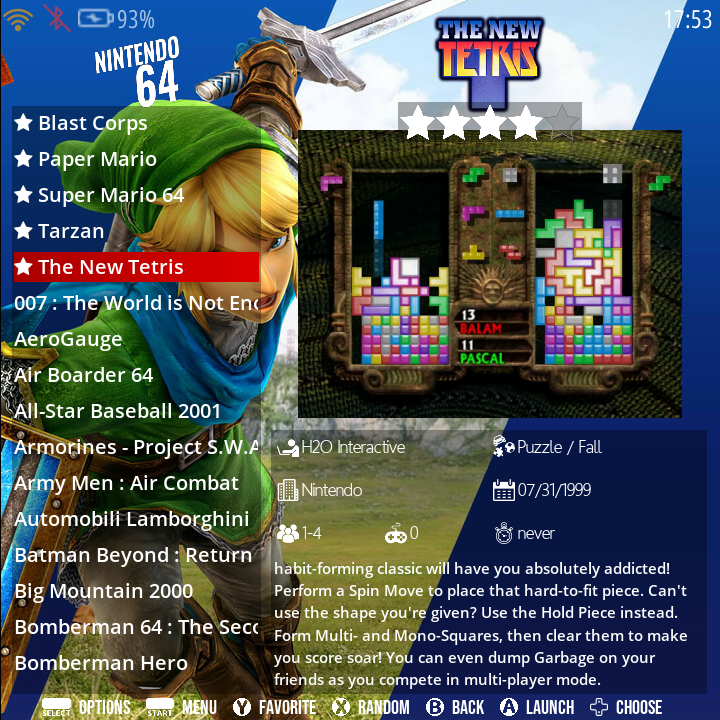 93%
17:53
NINTENDO
64
THE NEW
TETRIS
Blast Corps
Paper Mario
Super Mario 64
Tarzan
The New Tetris
007 : The World is Not Enc
AeroGauge
Air Boarder 64
All-Star Baseball 2001
Armorines - Project S.W.A
Army Men : Air Combat
Automobili Lamborghini
Batman Beyond : Return
Big Mountain 2000
Bomberman 64 : The Seco
Bomberman Hero
13
BALAM
11
PASCAL
H2O Interactive
Puzzle / Fall
Nintendo
07/31/1999
1-4
0
never
habit-forming classic will have you absolutely addicted!
Perform a Spin Move to place that hard-to-fit piece. Can't
use the shape you're given? Use the Hold Piece instead.
Form Multi- and Mono-Squares, then clear them to make
you score soar! You can even dump Garbage on your
friends as you compete in multi-player mode.
SELECT OPTIONS START MENU Y FAVORITE X RANDOM B BACK A LAUNCH CHOOSE